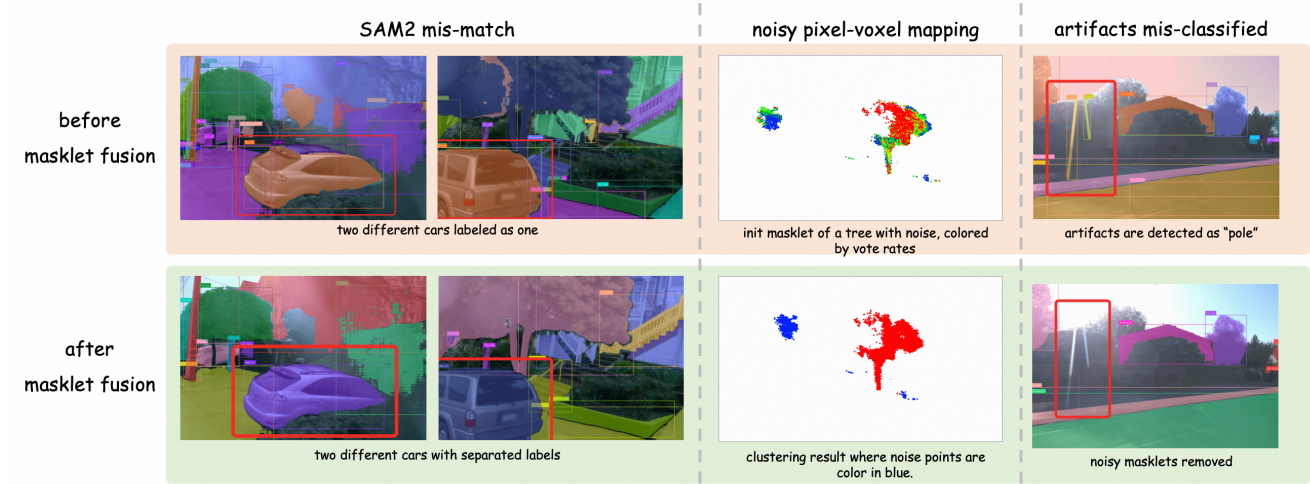 SAM2 mis-match
noisy pixel-voxel mapping
artifacts mis-classified
before
masklet fusion
two different cars labeled as one
init masklet of a tree with noise, colored
by vote rates
artifacts are detected as “pole”
after
masklet fusion
two different cars with separated labels
clustering result where noise points are
color in blue.
noisy masklets removed